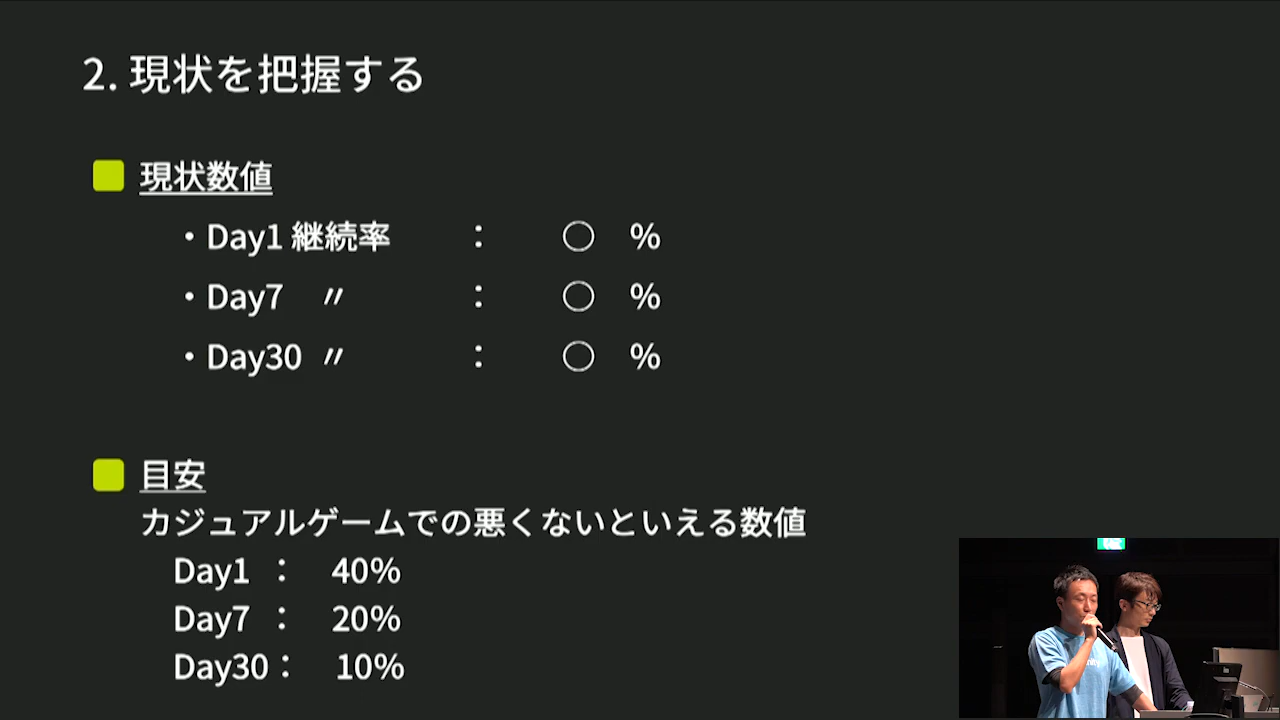 2. 現状を把握する
現状数値
・Day1 継続率 : ○ %
・Day7 〃 : ○ %
・Day30 〃 : ○ %
目安
カジュアルゲームでの悪くないといえる数値
Day1 : 40%
Day7 : 20%
Day30 : 10%